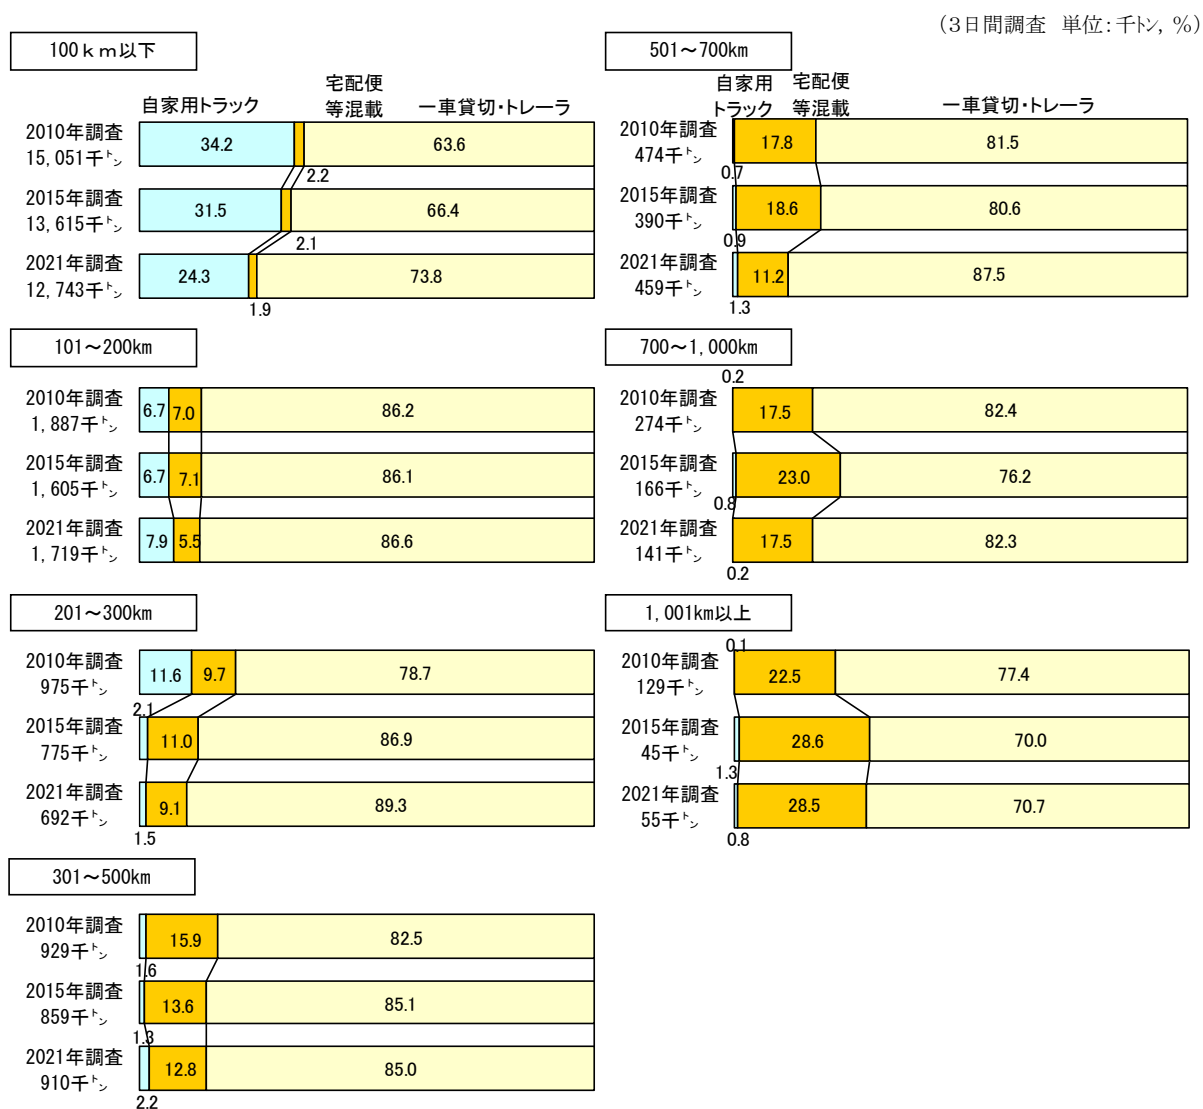 (3日間調査 単位：千トン，％)
100ｋｍ以下
自家用トラック
宅配便
等混載
一車貸切・トレーラ
2010年調査
15,051千トン
34.2
63.6
2.2
2015年調査
13,615千トン
31.5
66.4
2.1
2021年調査
12,743千トン
24.3
73.8
1.9
101～200km
2010年調査
1,887千トン
6.7
7.0
86.2
2015年調査
1,605千トン
6.7
7.1
86.1
2021年調査
1,719千トン
7.9
5.5
86.6
201～300km
2010年調査
975千トン
11.6
9.7
78.7
2.1
2015年調査
775千トン
11.0
86.9
2021年調査
692千トン
9.1
89.3
1.5
301～500km
2010年調査
929千トン
15.9
82.5
1.6
2015年調査
859千トン
13.6
85.1
1.3
2021年調査
910千トン
12.8
85.0
2.2
501～700km
自家用
トラック
宅配便
等混載
一車貸切・トレーラ
2010年調査
474千トン
17.8
81.5
0.7
2015年調査
390千トン
18.6
80.6
0.9
2021年調査
459千トン
11.2
87.5
1.3
700～1,000km
0.2
2010年調査
274千トン
17.5
82.4
2015年調査
166千トン
23.0
76.2
0.8
2021年調査
141千トン
17.5
82.3
0.2
1,001km以上
0.1
2010年調査
129千トン
22.5
77.4
2015年調査
45千トン
28.6
70.0
1.3
2021年調査
55千トン
28.5
70.7
0.8